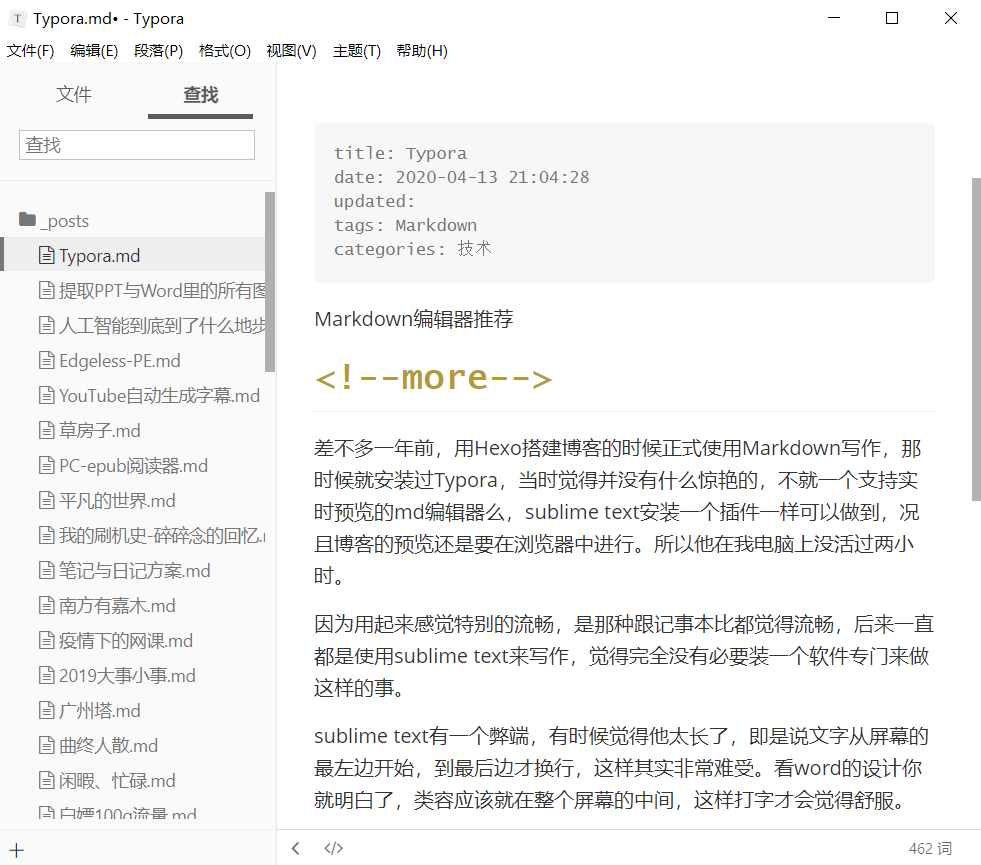 Typora.md• - Typora
文件(F) 编辑(E) 段落(P) 格式(O) 视图(V) 主题(T) 帮助(H)
文件 查找
查找
_posts
Typora.md
提取PPT与Word里的所有图
人工智能到底到了什么地步
Edgeless-PE.md
YouTube自动生成字幕.md
草房子.md
PC-epub阅读器.md
平凡的世界.md
我的刷机史-碎碎念的回忆.
笔记与日记方案.md
南方有嘉木.md
疫情下的网课.md
2019大事小事.md
广州塔.md
曲终人散.md
闲暇、忙碌.md
白嫖100g流量.md
title: Typora
date: 2020-04-13 21:04:28
updated:
tags: Markdown
categories: 技术
Markdown编辑器推荐
<!--more-->
差不多一年前，用Hexo搭建博客的时候正式使用Markdown写作，那
时候就安装过Typora，当时觉得并没有什么惊艳的，不就一个支持实
时预览的md编辑器么，sublime text安装一个插件一样可以做到，况
且博客的预览还是要在浏览器中进行。所以他在我电脑上没活过两小
时。
因为用起来感觉特别的流畅，是那种跟记事本比都觉得流畅，后来一直
都是使用sublime text来写作，觉得完全没有必要装一个软件专门来做
这样的事。
sublime text有一个弊端，有时候觉得他太长了，即是说文字从屏幕的
最左边开始，到最后边才换行，这样其实非常难受。看word的设计你
就明白了，类容应该就在整个屏幕的中间，这样打字才会觉得舒服。
462 词